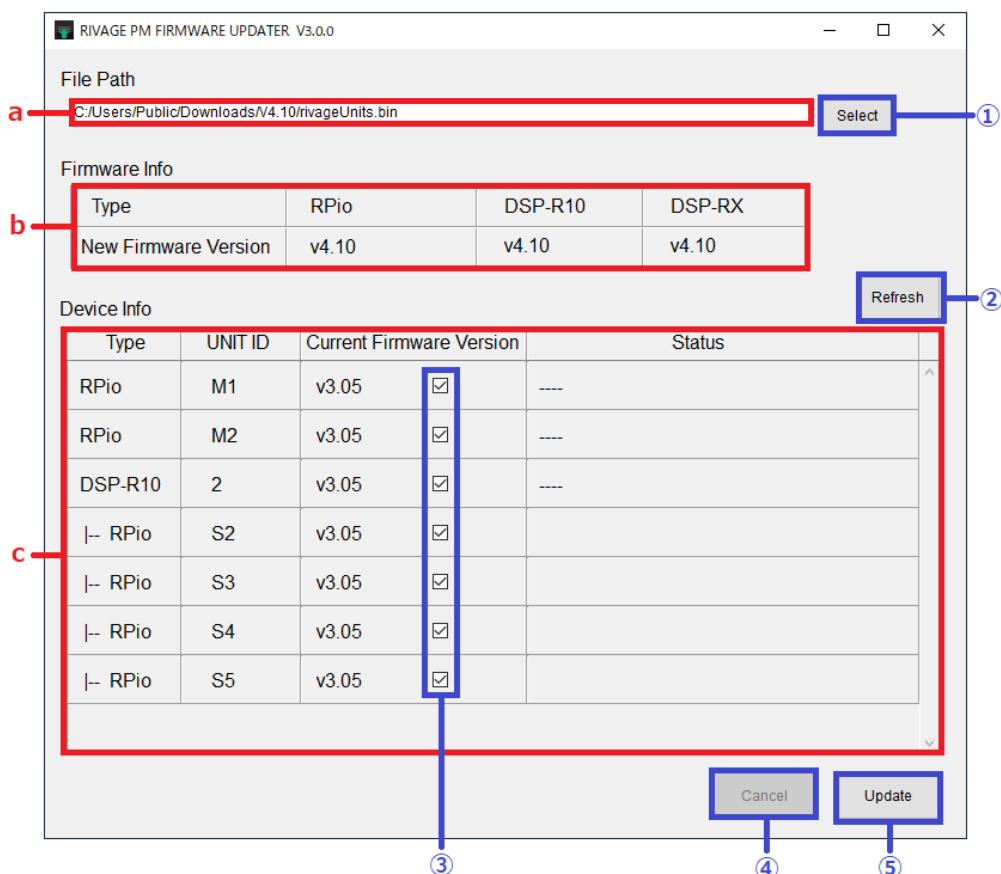 RIVAGE PM FIRMWARE UPDATER V3.0.0
File Path
a C:/Users/Public/Downloads/V4.10/rivageUnits.bin Select ①
Firmware Info
b
Type RPio DSP-R10 DSP-RX
New Firmware Version v4.10 v4.10 v4.10
Refresh ②
Device Info
Type UNIT ID Current Firmware Version Status
RPio M1 v3.05 ----
RPio M2 v3.05 ----
DSP-R10 2 v3.05 ----
|-- RPio S2 v3.05
c
|-- RPio S3 v3.05
|-- RPio S4 v3.05
|-- RPio S5 v3.05
Cancel Update
③ ④ ⑤